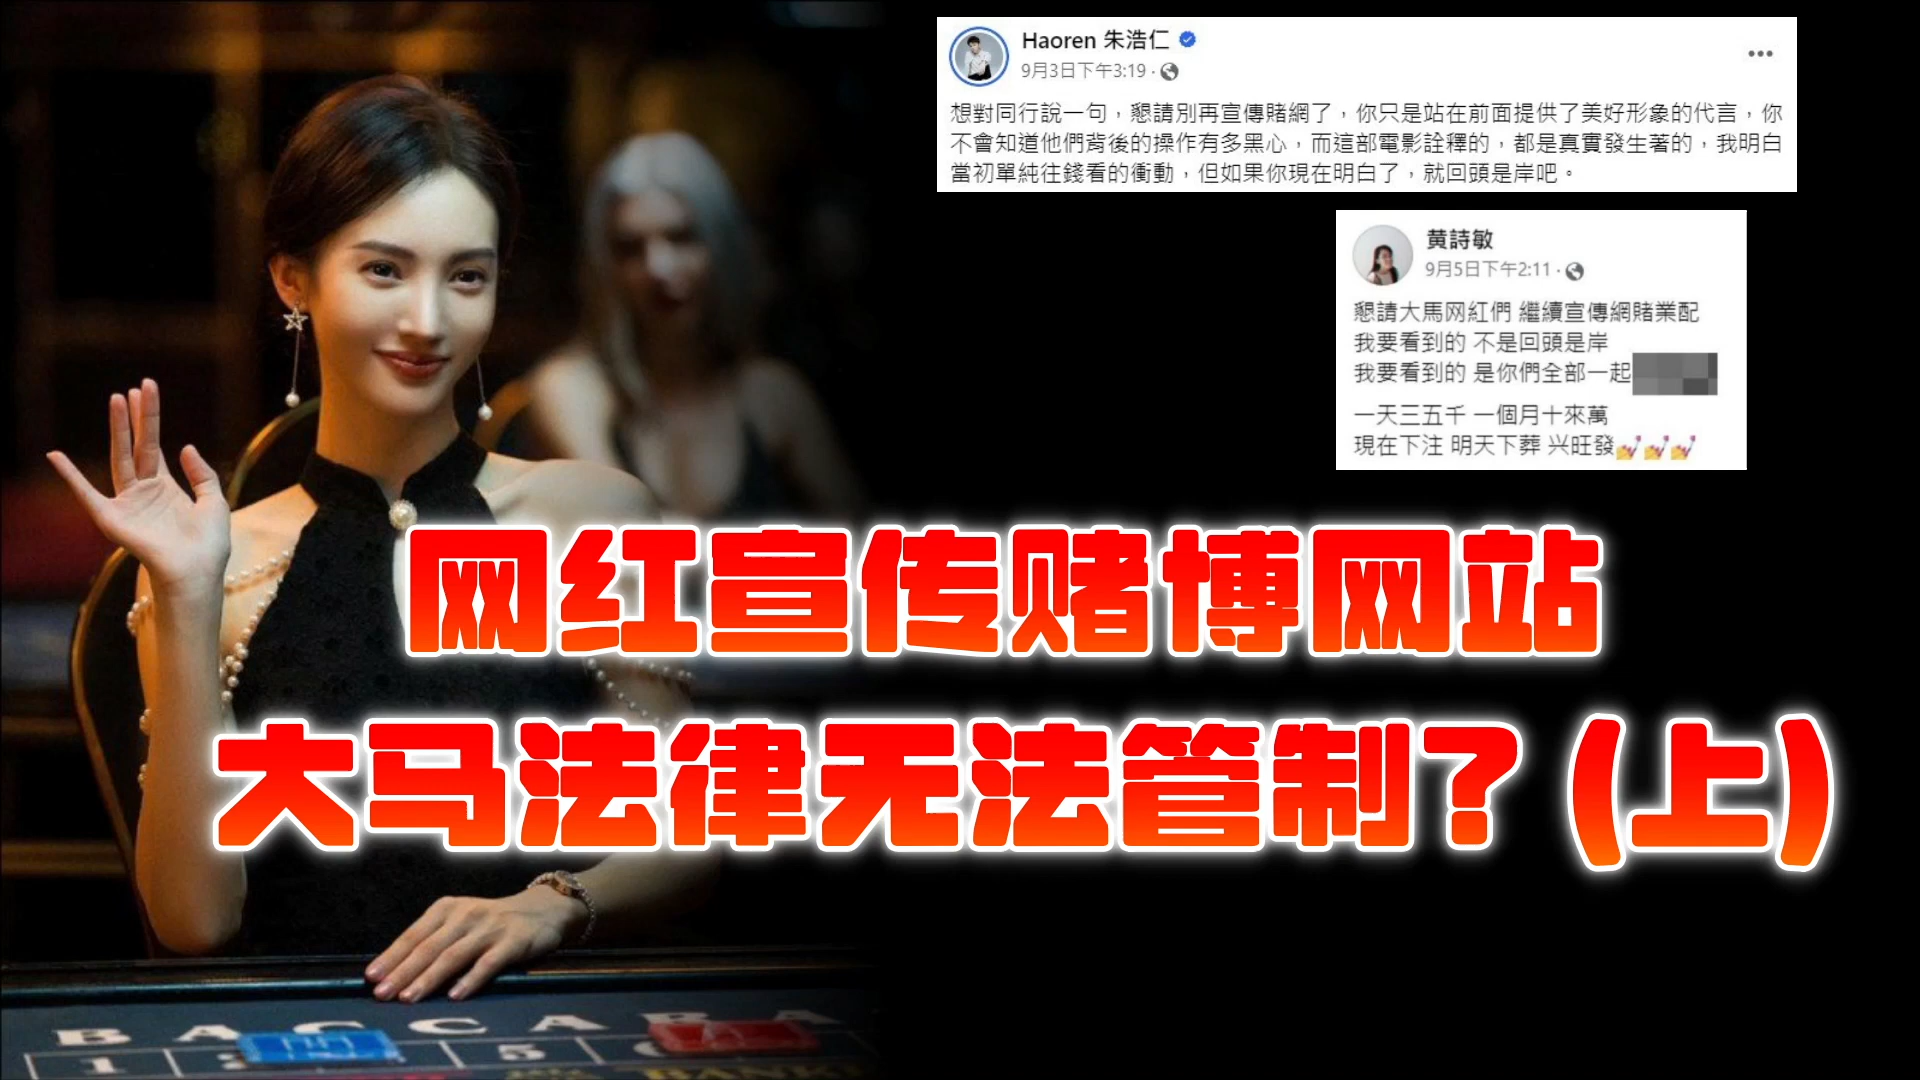 Haoren 朱浩仁
9月3日下午3:19
想對同行說一句，懇請別再宣傳賭網了，你只是站在前面提供了美好形象的代言，你
不會知道他們背後的操作有多黑心，而這部電影詮釋的，都是真實發生著的，我明白
當初單純往錢看的衝動，但如果你現在明白了，就回頭是岸吧。
黄詩敏
9月5日下午2:11
懇請大馬网紅們 繼續宣傳網賭業配
我要看到的 不是回頭是岸
我要看到的 是你們全部一起
一天三五千 一個月十來萬
現在下注 明天下葬 兴旺發
网红宣传赌博网站
大马法律无法管制？(上)
BACCARA
1 5
BANKE